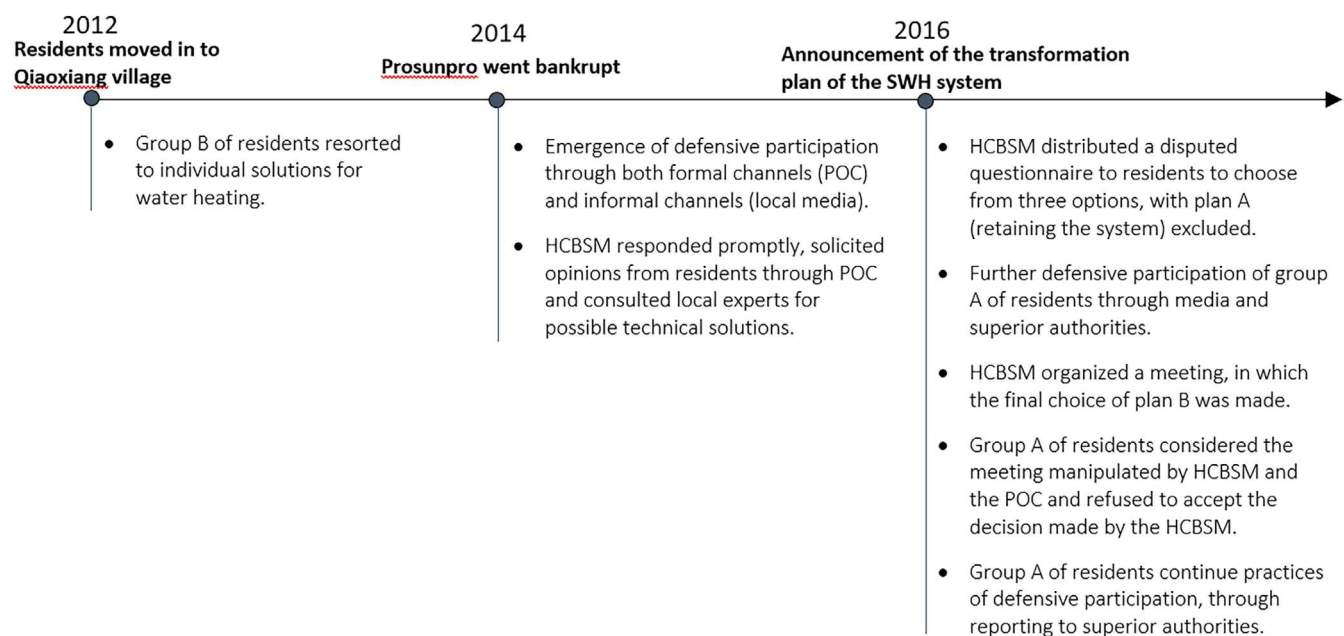 2012
Residents moved in to
Qiaoxiang village
2014
Prosunpro went bankrupt
2016
Announcement of the transformation
plan of the SWH system
• Group B of residents resorted
to individual solutions for
water heating.
• Emergence of defensive participation
through both formal channels (POC)
and informal channels (local media).
• HCBSM responded promptly, solicited
opinions from residents through POC
and consulted local experts for
possible technical solutions.
• HCBSM distributed a disputed
questionnaire to residents to choose
from three options, with plan A
(retaining the system) excluded.
• Further defensive participation of group
A of residents through media and
superior authorities.
• HCBSM organized a meeting, in which
the final choice of plan B was made.
• Group A of residents considered the
meeting manipulated by HCBSM and
the POC and refused to accept the
decision made by the HCBSM.
• Group A of residents continue practices
of defensive participation, through
reporting to superior authorities.